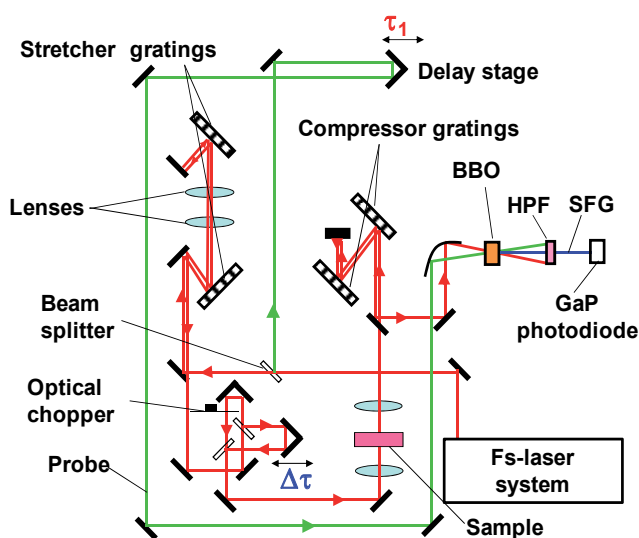 Stretcher gratings
τ1
Delay stage
Compressor gratings
BBO
HPF
SFG
Lenses
GaP
photodiode
Beam
splitter
Optical
chopper
Δτ
Probe
Fs-laser
system
Sample